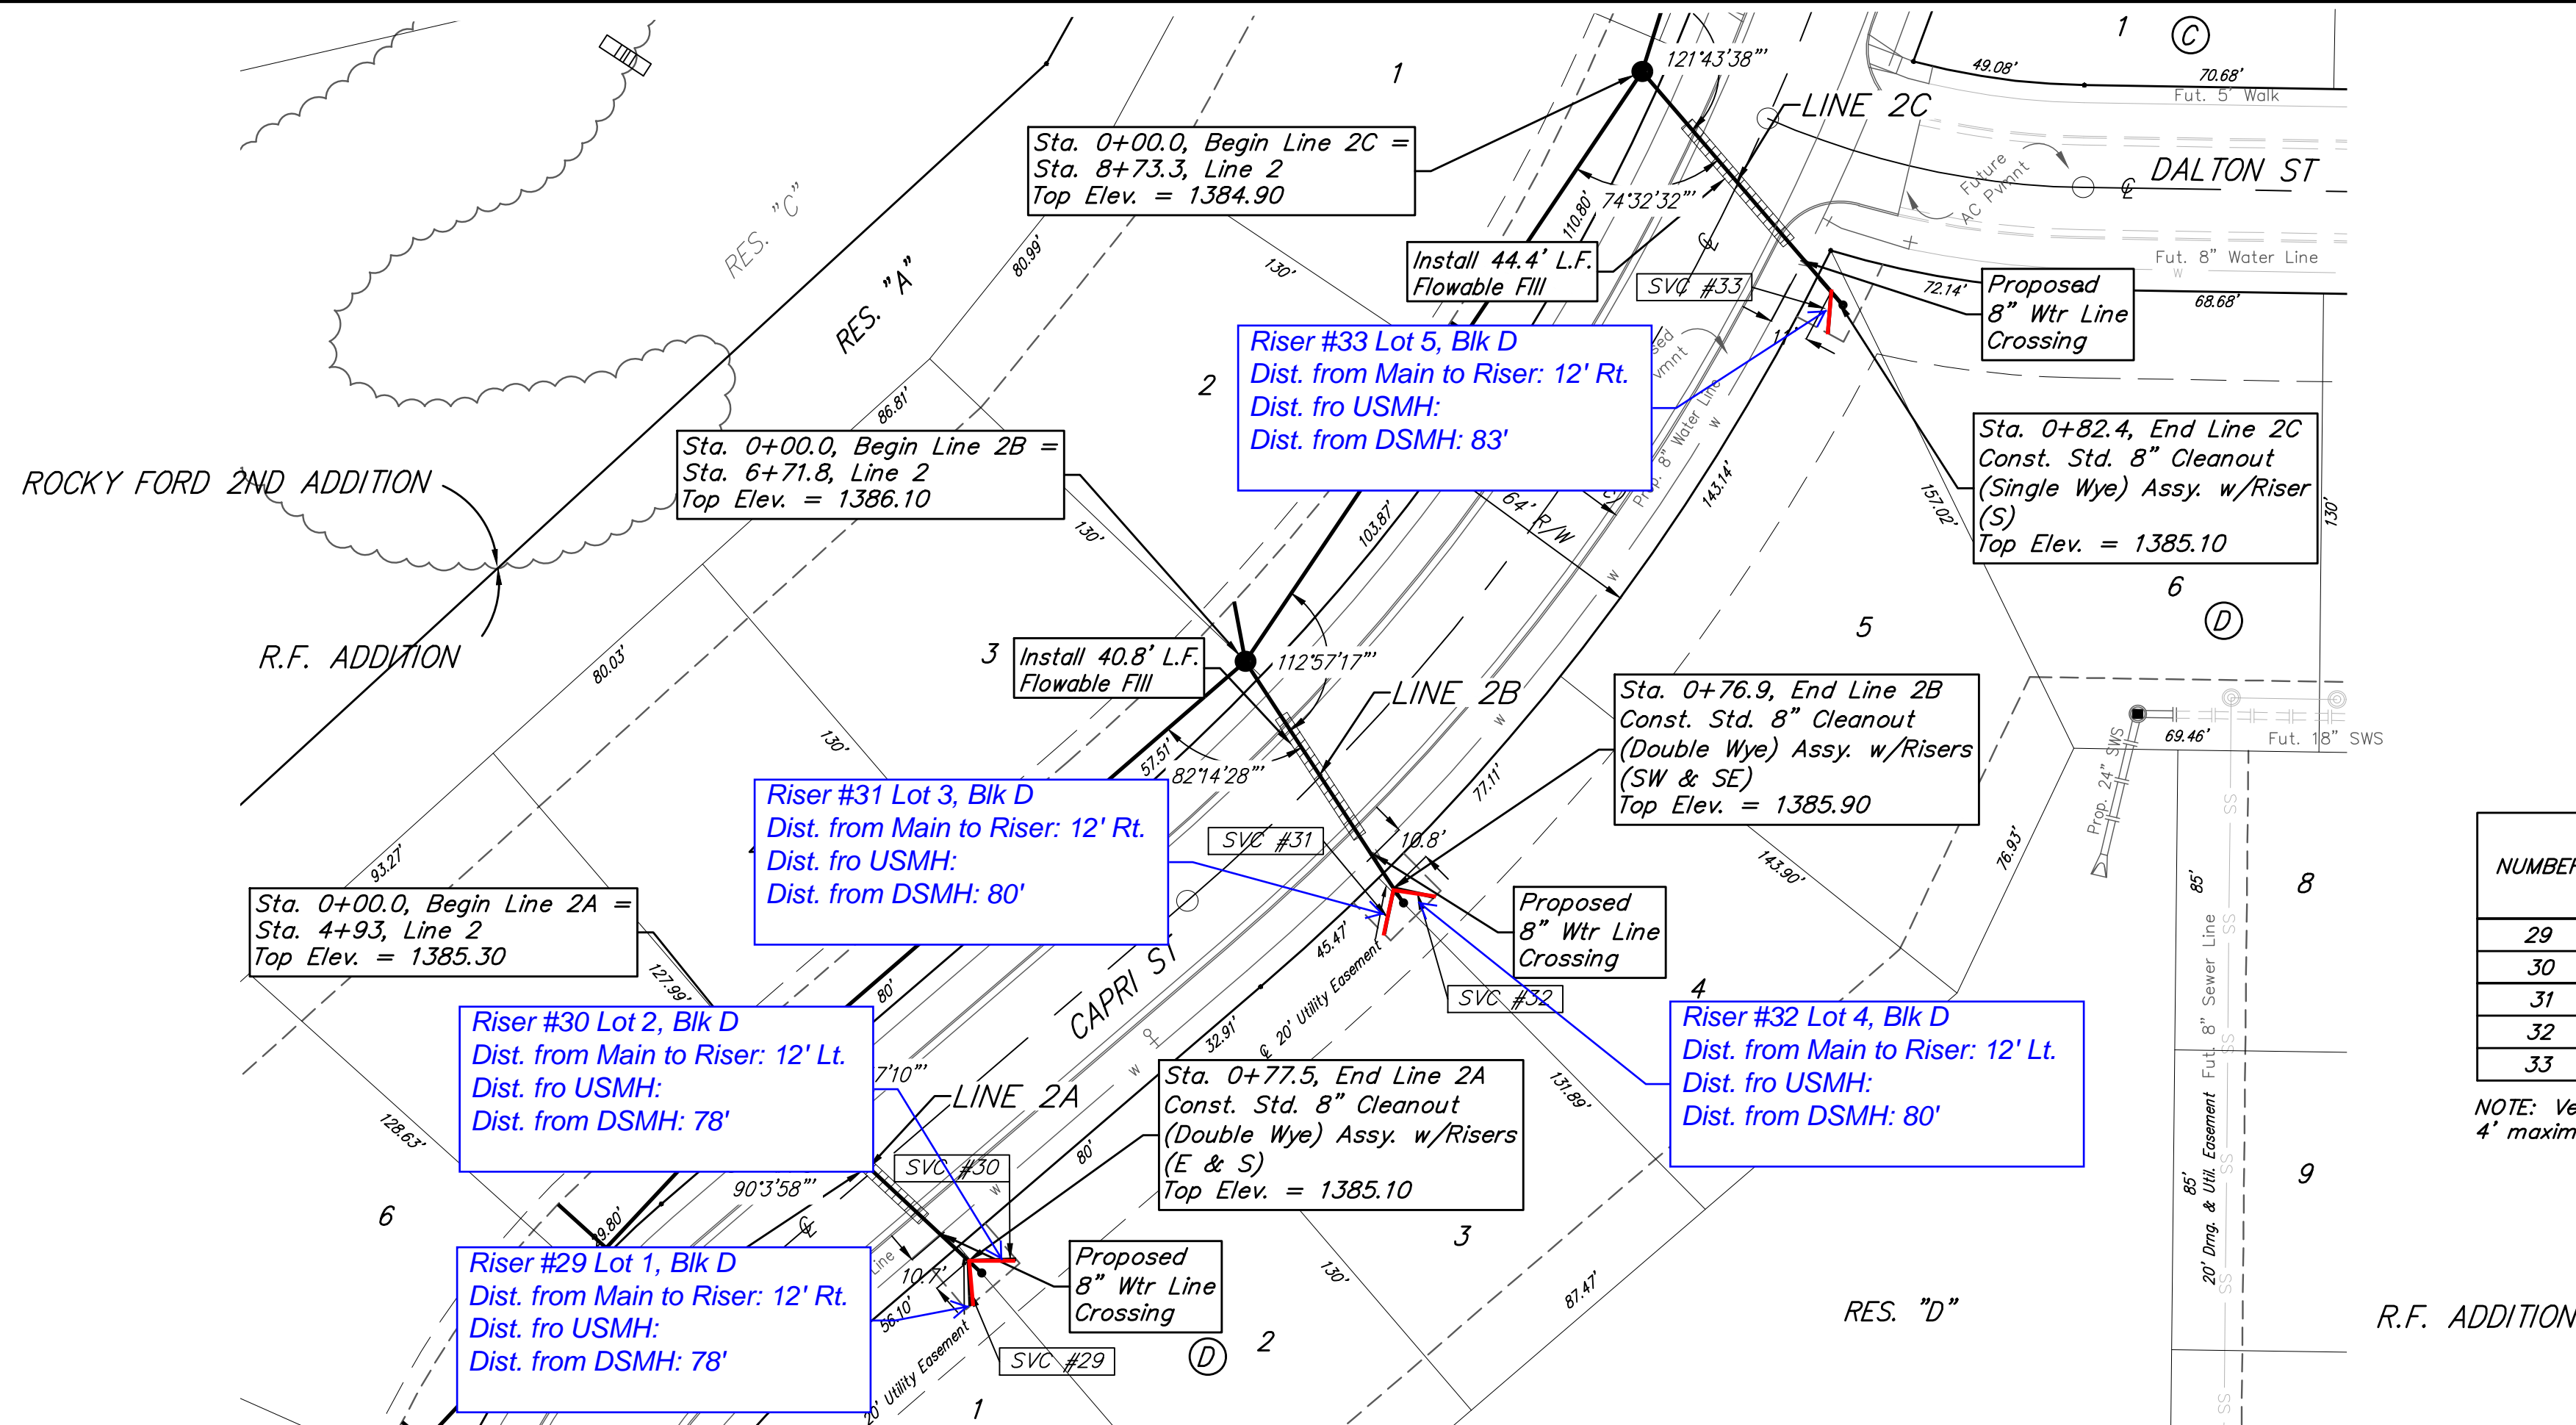 1
C
121°43'38"'
49.08'
70.68'
Fut. 5' Walk
LINE 2C
Sta. 0+00.0, Begin Line 2C =
Sta. 8+73.3, Line 2
Top Elev. = 1384.90
1
DALTON ST
Future
AC Pvmnt
74°32'32"'
110.80'
RES. "C"
RES. "A"
80.99'
130'
Install 44.4' L.F.
Flowable FIll
SVC #33
Fut. 8" Water Line
W
72.14'
68.68'
Proposed
8" Wtr Line
Crossing
11'
Riser #33 Lot 5, Blk D
Dist. from Main to Riser: 12' Rt.
Dist. fro USMH:
Dist. from DSMH: 83'
2
86.81'
Prop. 8" Water Line
W
Sta. 0+00.0, Begin Line 2B =
Sta. 6+71.8, Line 2
Top Elev. = 1386.10
ROCKY FORD 2ND ADDITION
Sta. 0+82.4, End Line 2C
Const. Std. 8" Cleanout
(Single Wye) Assy. w/Riser
(S)
Top Elev. = 1385.10
143.14'
157.02'
130'
130'
103.87'
64' R/W
W
6
D
5
R.F. ADDITION
80.03'
3
Install 40.8' L.F.
Flowable FIll
112°57'17"'
LINE 2B
Sta. 0+76.9, End Line 2B
Const. Std. 8" Cleanout
(Double Wye) Assy. w/Risers
(SW & SE)
Top Elev. = 1385.90
W
69.46'
Fut. 18" SWS
Prop. 24" SWS
130'
57.51'
82°14'28"'
77.11'
Riser #31 Lot 3, Blk D
Dist. from Main to Riser: 12' Rt.
Dist. fro USMH:
Dist. from DSMH: 80'
SVC #31
10.8'
143.90'
76.93'
93.27'
85'
8
NUMBER
29
30
31
32
33
Sta. 0+00.0, Begin Line 2A =
Sta. 4+93, Line 2
Top Elev. = 1385.30
Proposed
8" Wtr Line
Crossing
45.47'
127.99'
80'
CAPRI ST
SVC #32
4
20' Utility Easement
32.91'
W
Riser #30 Lot 2, Blk D
Dist. from Main to Riser: 12' Lt.
Dist. fro USMH:
Dist. from DSMH: 78'
7'10"'
LINE 2A
Sta. 0+77.5, End Line 2A
Const. Std. 8" Cleanout
(Double Wye) Assy. w/Risers
(E & S)
Top Elev. = 1385.10
131.89'
Riser #32 Lot 4, Blk D
Dist. from Main to Riser: 12' Lt.
Dist. fro USMH:
Dist. from DSMH: 80'
Fut. 8" Sewer Line
SS
SS
SS
SS
SS
SS
SS
20' Drng. & Util. Easement
85'
9
NOTE: Ve
4' maxim
128.63'
80'
SVC #30
90°3'58"'
W
6
3
Line
10.7'
56.10'
Riser #29 Lot 1, Blk D
Dist. from Main to Riser: 12' Rt.
Dist. fro USMH:
Dist. from DSMH: 78'
Proposed
8" Wtr Line
Crossing
130'
87.47'
RES. "D"
R.F. ADDITION
2
D
SVC #29
20' Utility Easement
1